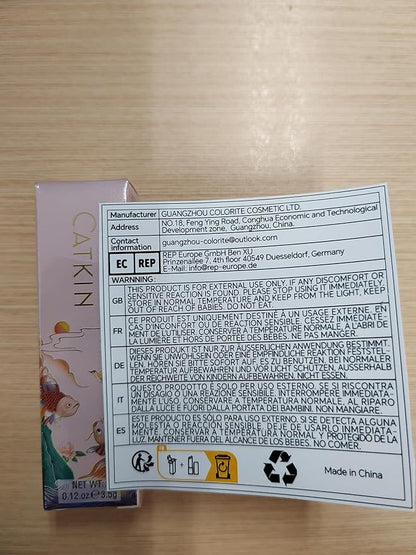 CATKIN
NET WT.
0.12 oz e 3.5g
Manufacturer GUANGZHOU COLORITE COSMETIC LTD.
Address NO.18, Feng Ying Road, Conghua Economic and Technological
Development zone, Guangzhou, China.
Contact information guangzhou-colorite@outlook.com
EC REP REP Europe GmbH Ben XU
Prinzenallee 7, 4th floor 40549 Duesseldorf, Germany
E-Mail: info@rep-europe.de
WARNNING:
GB THIS PRODUCT IS FOR EXTERNAL USE ONLY. IF ANY DISCOMFORT OR
SENSITIVE REACTION IS FOUND, PLEASE STOP USING IT IMMEDIATELY.
STORE IN NORMAL TEMPERATURE AND KEEP FROM THE LIGHT, KEEP
OUT OF REACH OF BABIES. DO NOT EAT.
FR DE PRODUIT EST UNIQUEMENT DESTINÉ À UN USAGE EXTERNE, EN
CAS D'INCONFORT OU DE RÉACTION SENSIBLE, CESSEZ IMMÉDIATE-
MENT DE L'UTILISER, CONSERVER À TEMPÉRATURE NORMALE, À L'ABRI DE
LA LUMIÈRE ET HORS DE PORTÉE DES BÉBÉS. NE PAS MANGER.
DE DIESES PRODUKT IST NUR ZUR ÄUSSERLICHEN ANWENDUNG BESTIMMT.
WENN SIE UNWOHLSEIN ODER EINE EMPFINDLICHE REAKTION FESTSTEL-
LEN, HÖREN SIE BITTE SOFORT AUF, ES ZU BENUTZEN. BEI NORMALER
TEMPERATUR AUFBEWAHREN UND VOR LICHT SCHÜTZEN, AUSSERHALB
DER REICHWEITE VON KINDERN AUFBEWAHREN. NICHT ESSEN.
IT QUESTO PRODOTTO È SOLO PER USO ESTERNO. SE SI RISCONTRA
UN DISAGIO O UNA REAZIONE SENSIBILE, INTERROMPERE IMMEDIATA-
MENTE L'USO. CONSERVARE A TEMPERATURA NORMALE, AL RIPARO
DALLA LUCE E FUORI DALLA PORTATA DEI BAMBINI. NON MANGIARE.
ES ESTE PRODUCTO ES SÓLO PARA USO EXTERNO. SI SE DETECTA ALGUNA
MOLESTIA O REACCIÓN SENSIBLE, DEJE DE USARLO INMEDIATA-
MENTE. CONSERVAR A TEMPERATURA NORMAL Y PROTEGIDO DE LA
LUZ, MANTENER FUERA DEL ALCANCE DE LOS BEBÉS. NO COMER.
FR
Made in China